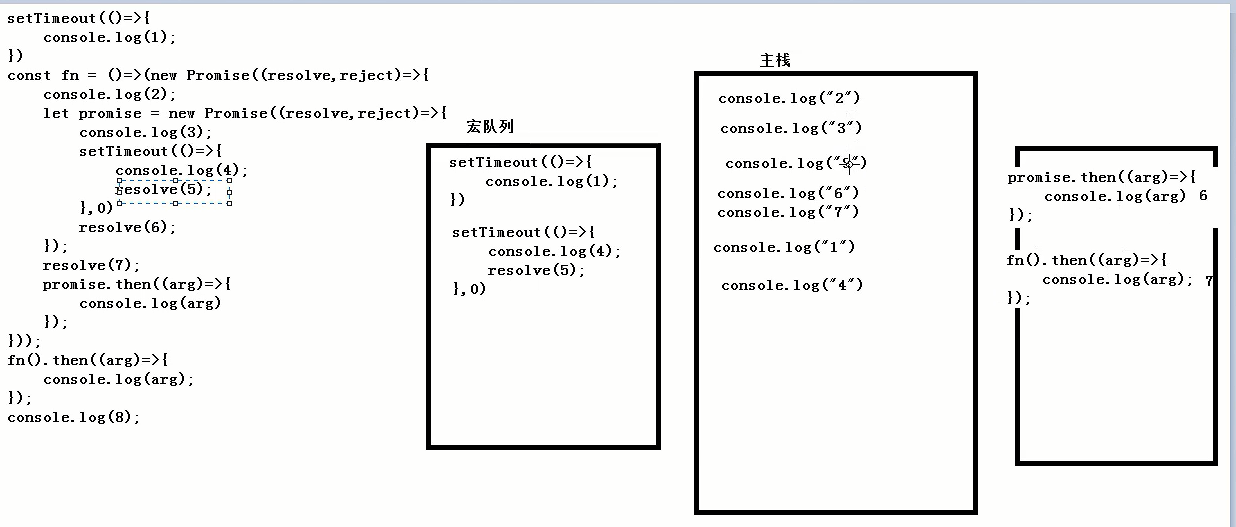 setTimeout(()=>{
    console.log(1);
})
const fn = ()=>(new Promise((resolve,reject)=>{
    console.log(2);
    let promise = new Promise((resolve,reject)=>{
        console.log(3);
        setTimeout(()=>{
            console.log(4);
            resolve(5);
        },0)
        resolve(6);
    });
    resolve(7);
    promise.then((arg)=>{
        console.log(arg)
    });
}));
fn().then((arg)=>{
    console.log(arg);
});
console.log(8);
宏队列
setTimeout(()=>{
    console.log(1);
})
setTimeout(()=>{
    console.log(4);
    resolve(5);
},0)
主栈
console.log("2")
console.log("3")
console.log(" ")
console.log("6")
console.log("7")
console.log("1")
console.log("4")
promise.then((arg)=>{
    console.log(arg) 6
});
fn().then((arg)=>{
    console.log(arg); 7
});